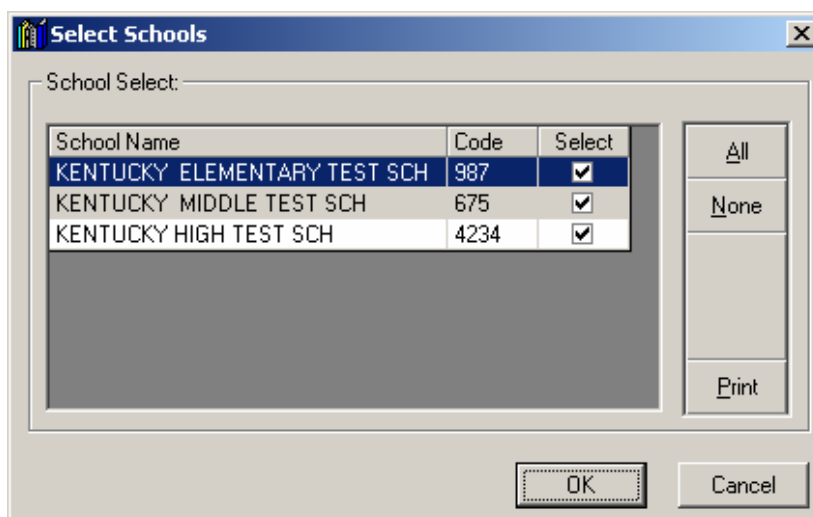 Select Schools
School Select:
School Name Code Select
KENTUCKY  ELEMENTARY TEST SCH 987
KENTUCKY  MIDDLE TEST SCH 675
KENTUCKY HIGH TEST SCH 4234
All
None
Print
OK Cancel